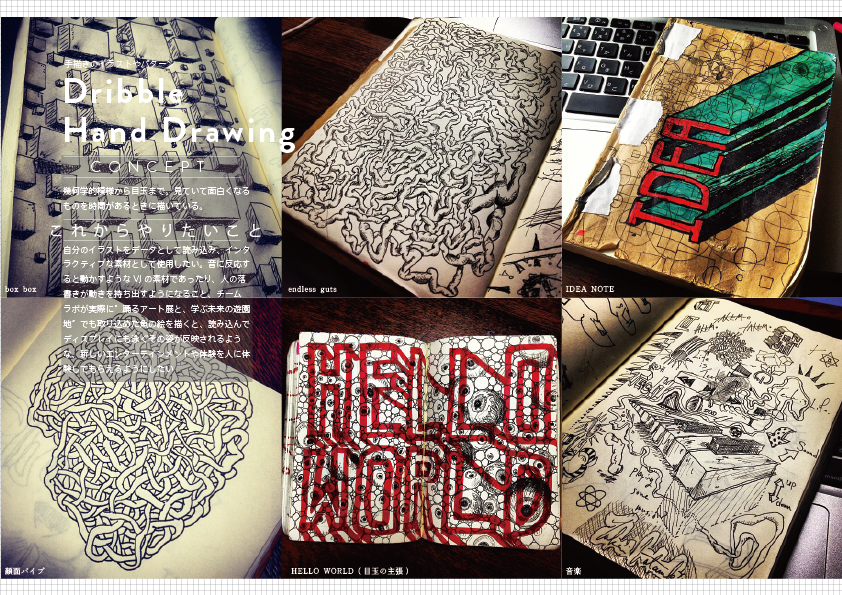 手描きのイラストやパターン
Dribble
Hand Drawing
CONCEPT
幾何学的模様から目玉まで、見ていて面白くなる
ものを時間があるときに描いている。
これからやりたいこと
自分のイラストをデータとして読み込み、インタ
ラクティブな素材として使用したい。音に反応す
ると動かすような VJ の素材であったり、人の落
書きが動きを持ち出すようになること。チーム
ラボが実際に"踊るアート展と、学ぶ未来の遊園
地"でも取り込めた魚の絵を描くと、読み込んで
ディスプレイにも泳ぐその姿が反映されるよう
な、新しいエンターテインメントや体験を人に体
験してもらえるようにしたい
box box
endless guts
IDEA
IDEA NOTE
顔面パイプ
HELLO
WORLD
HELLO WORLD ( 目玉の主張 )
UP
down
音楽